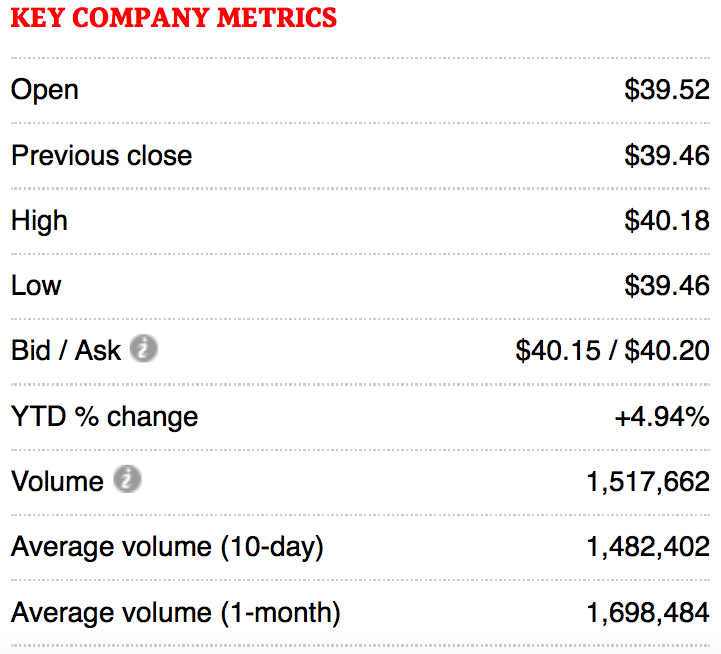 KEY COMPANY METRICS
Open $39.52
Previous close $39.46
High $40.18
Low $39.46
Bid / Ask i $40.15 / $40.20
YTD % change +4.94%
Volume i 1,517,662
Average volume (10-day) 1,482,402
Average volume (1-month) 1,698,484